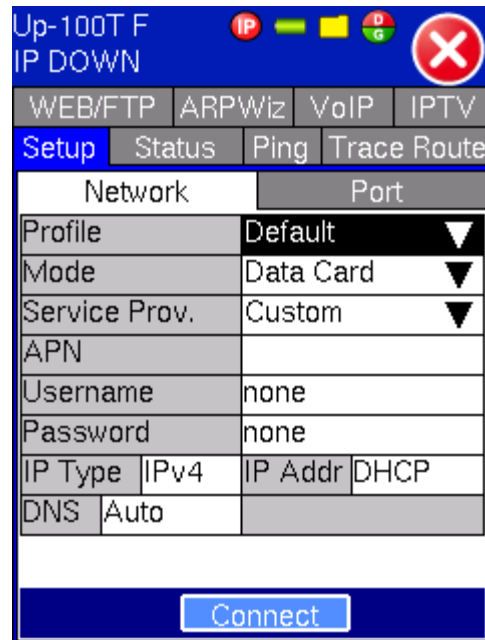 Up-100T F
IP DOWN
IP
D
G
WEB/FTP ARPWiz VoIP IPTV
Setup Status Ping Trace Route
Network Port
Profile Default
Mode Data Card
Service Prov. Custom
APN
Username none
Password none
IP Type IPv4 IP Addr DHCP
DNS Auto
Connect